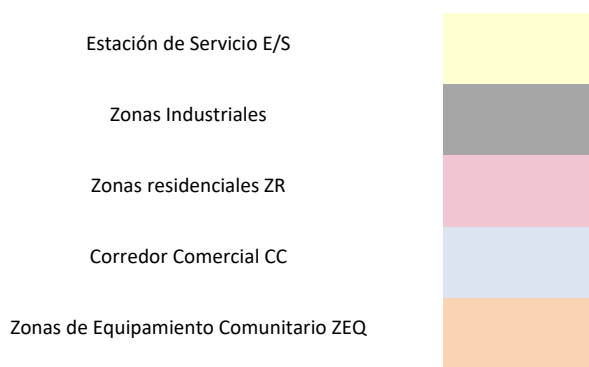 Estación de Servicio E/S
Zonas Industriales
Zonas residenciales ZR
Corredor Comercial CC
Zonas de Equipamiento Comunitario ZEQ